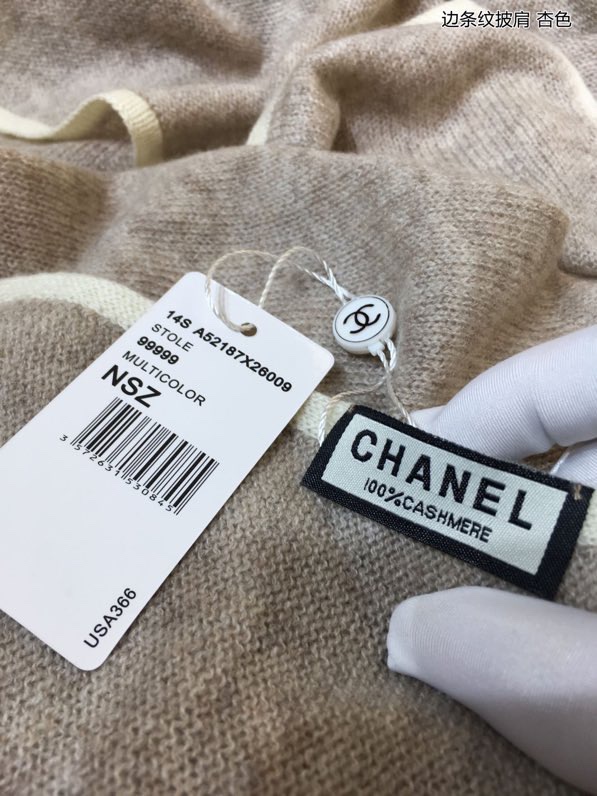 边条纹披肩 杏色
14S A52187X26009
STOLE
99999
MULTICOLOR
NSZ
3 572631 530845
USA366
CHANEL
100%CASHMERE